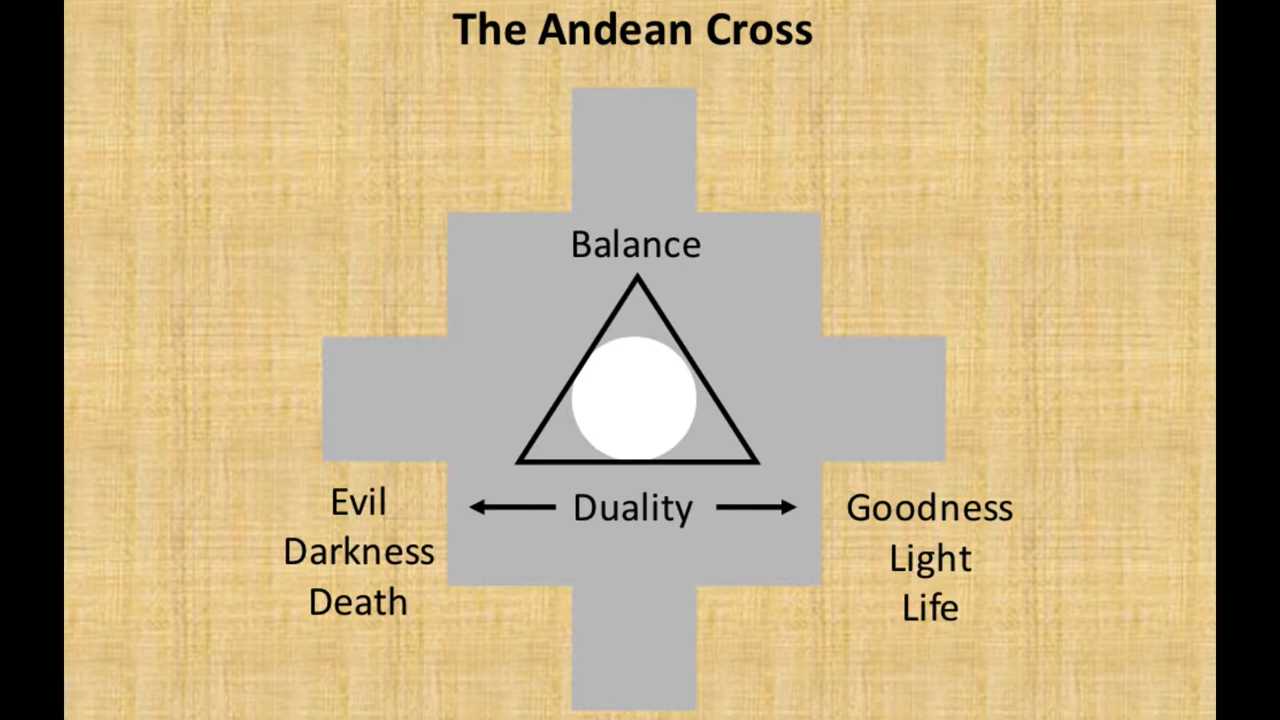 The Andean Cross
Balance
Duality
Evil
Darkness
Death
Goodness
Light
Life